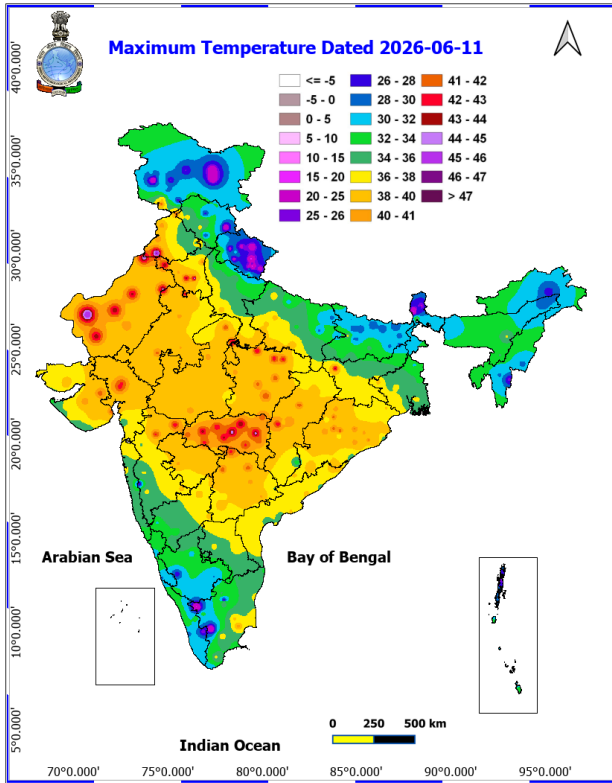 Maximum Temperature Dated 2026-06-11
<= -5
-5 - 0
0 - 5
5 - 10
10 - 15
15 - 20
20 - 25
25 - 26
26 - 28
28 - 30
30 - 32
32 - 34
34 - 36
36 - 38
38 - 40
40 - 41
41 - 42
42 - 43
43 - 44
44 - 45
45 - 46
46 - 47
> 47
40°0.000'
35°0.000'
30°0.000'
25°0.000'
20°0.000'
15°0.000'
10°0.000'
5°0.000'
Arabian Sea
Bay of Bengal
Indian Ocean
0 250 500 km
70°0.000' 75°0.000' 80°0.000' 85°0.000' 90°0.000' 95°0.000'